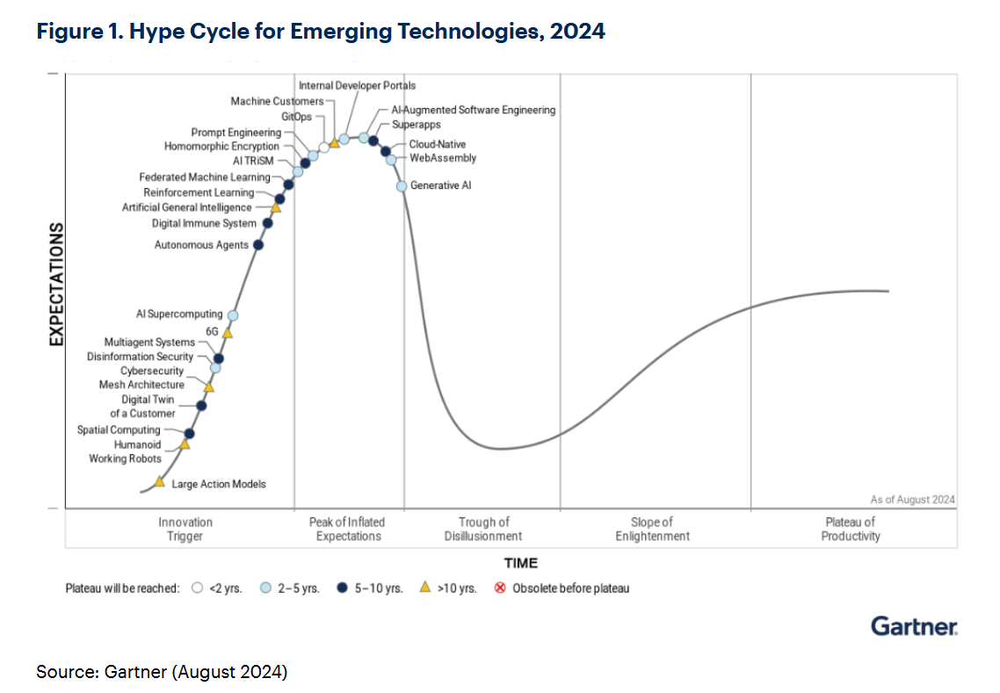 Figure 1. Hype Cycle for Emerging Technologies, 2024
Internal Developer Portals
Machine Customers
GitOps
Prompt Engineering
Homomorphic Encryption
AI TRiSM
Federated Machine Learning
Reinforcement Learning
Artificial General Intelligence
Digital Immune System
Autonomous Agents
AI-Augmented Software Engineering
Superapps
Cloud-Native
WebAssembly
Generative AI
AI Supercomputing
6G
Multiagent Systems
Disinformation Security
Cybersecurity
Mesh Architecture
Digital Twin
of a Customer
Spatial Computing
Humanoid
Working Robots
Large Action Models
EXPECTATIONS
As of August 2024
Innovation
Trigger
Peak of Inflated
Expectations
Trough of
Disillusionment
Slope of
Enlightenment
Plateau of
Productivity
TIME
Plateau will be reached: <2 yrs. 2–5 yrs. 5–10 yrs. >10 yrs. Obsolete before plateau
Gartner
Source: Gartner (August 2024)